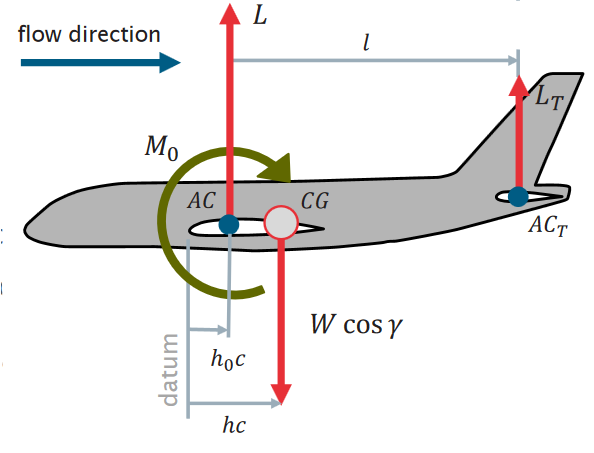 L
flow direction
l
L_T
M_0
AC
CG
AC_T
W cos γ
h_0c
datum
hc